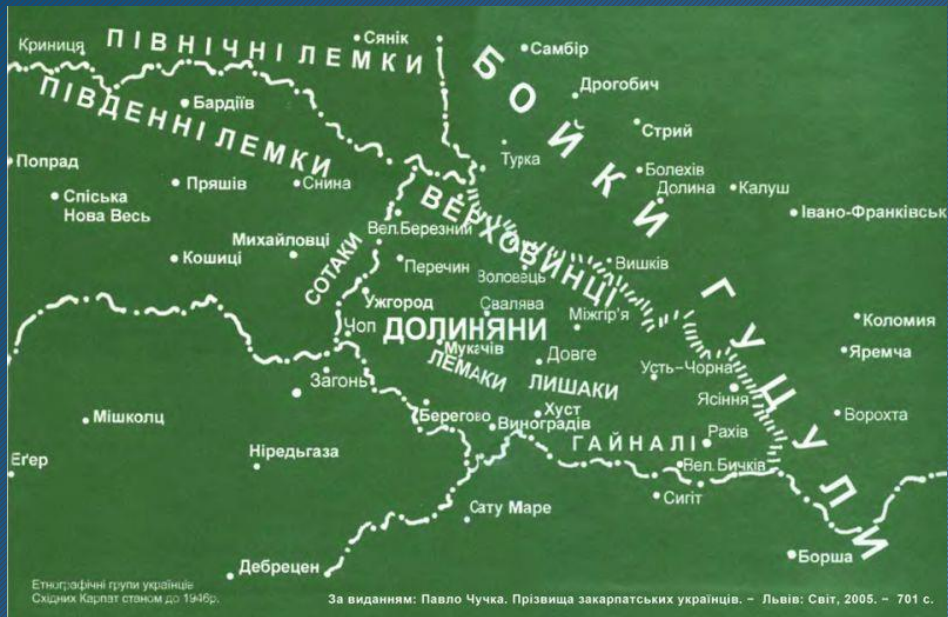 ПІВНІЧНІ ЛЕМКИ
Криниця
Сянік
БОЙКИ
Самбір
Дрогобич
Стрий
ПІВДЕННІ ЛЕМКИ
Бардіїв
Попрад
Спіська
Нова Весь
Пряшів
Снина
Турка
Болехів
Долина
Калуш
Івано-Франківськ
ВЕРХОВИНЦІ
Вел.Березний
Михайловці
Кошиці
СОТАКИ
Перечин
Воловець
Вишків
ГУЦУЛИ
Ужгород
Свалява
Міжгір'я
Чоп
ДОЛИНЯНИ
Мукачів
Коломия
Яремча
ЛЕМАКИ
Довге
ЛИШАКИ
Усть-Чорна
Загонь
Ясіння
Мішколц
Берегово
Хуст
Виноградів
Ворохта
ГАЙНАЛІ
Рахів
Еґер
Ніредьгаза
Вел.Бичків
Сату Маре
Сигіт
Дебрецен
Борша
Етнографічні групи українців
Східних Карпат станом до 1946р.
За виданням: Павло Чучка. Прізвища закарпатських українців. – Львів: Світ, 2005. – 701 с.